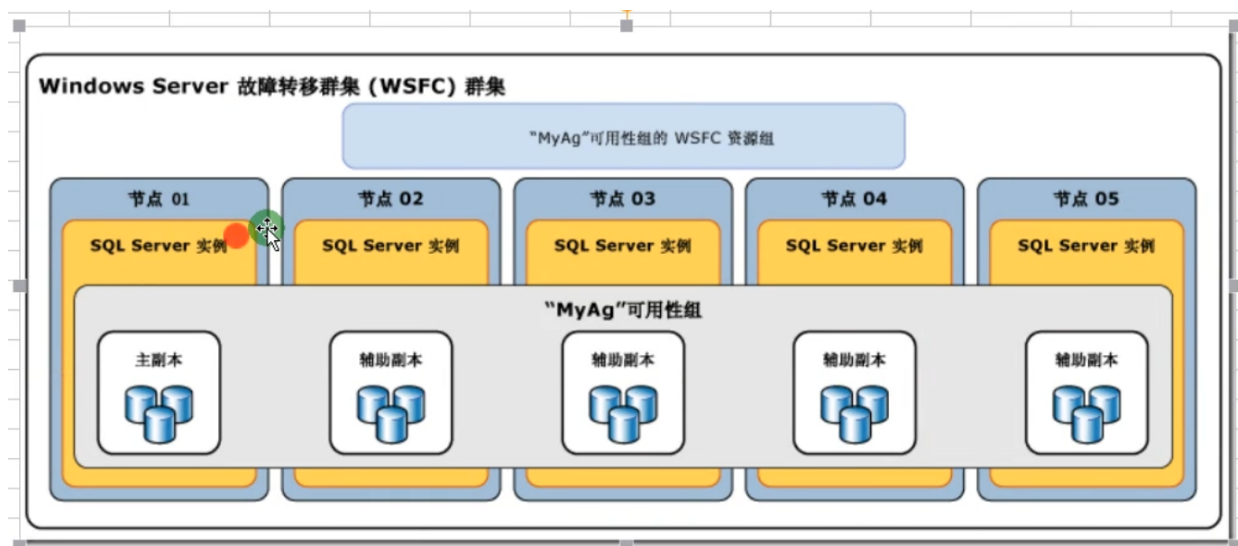 Windows Server 故障转移群集 (WSFC) 群集
“MyAg”可用性组的 WSFC 资源组
节点 01
节点 02
节点 03
节点 04
节点 05
SQL Server 实例
SQL Server 实例
SQL Server 实例
SQL Server 实例
SQL Server 实例
“MyAg”可用性组
主副本
辅助副本
辅助副本
辅助副本
辅助副本